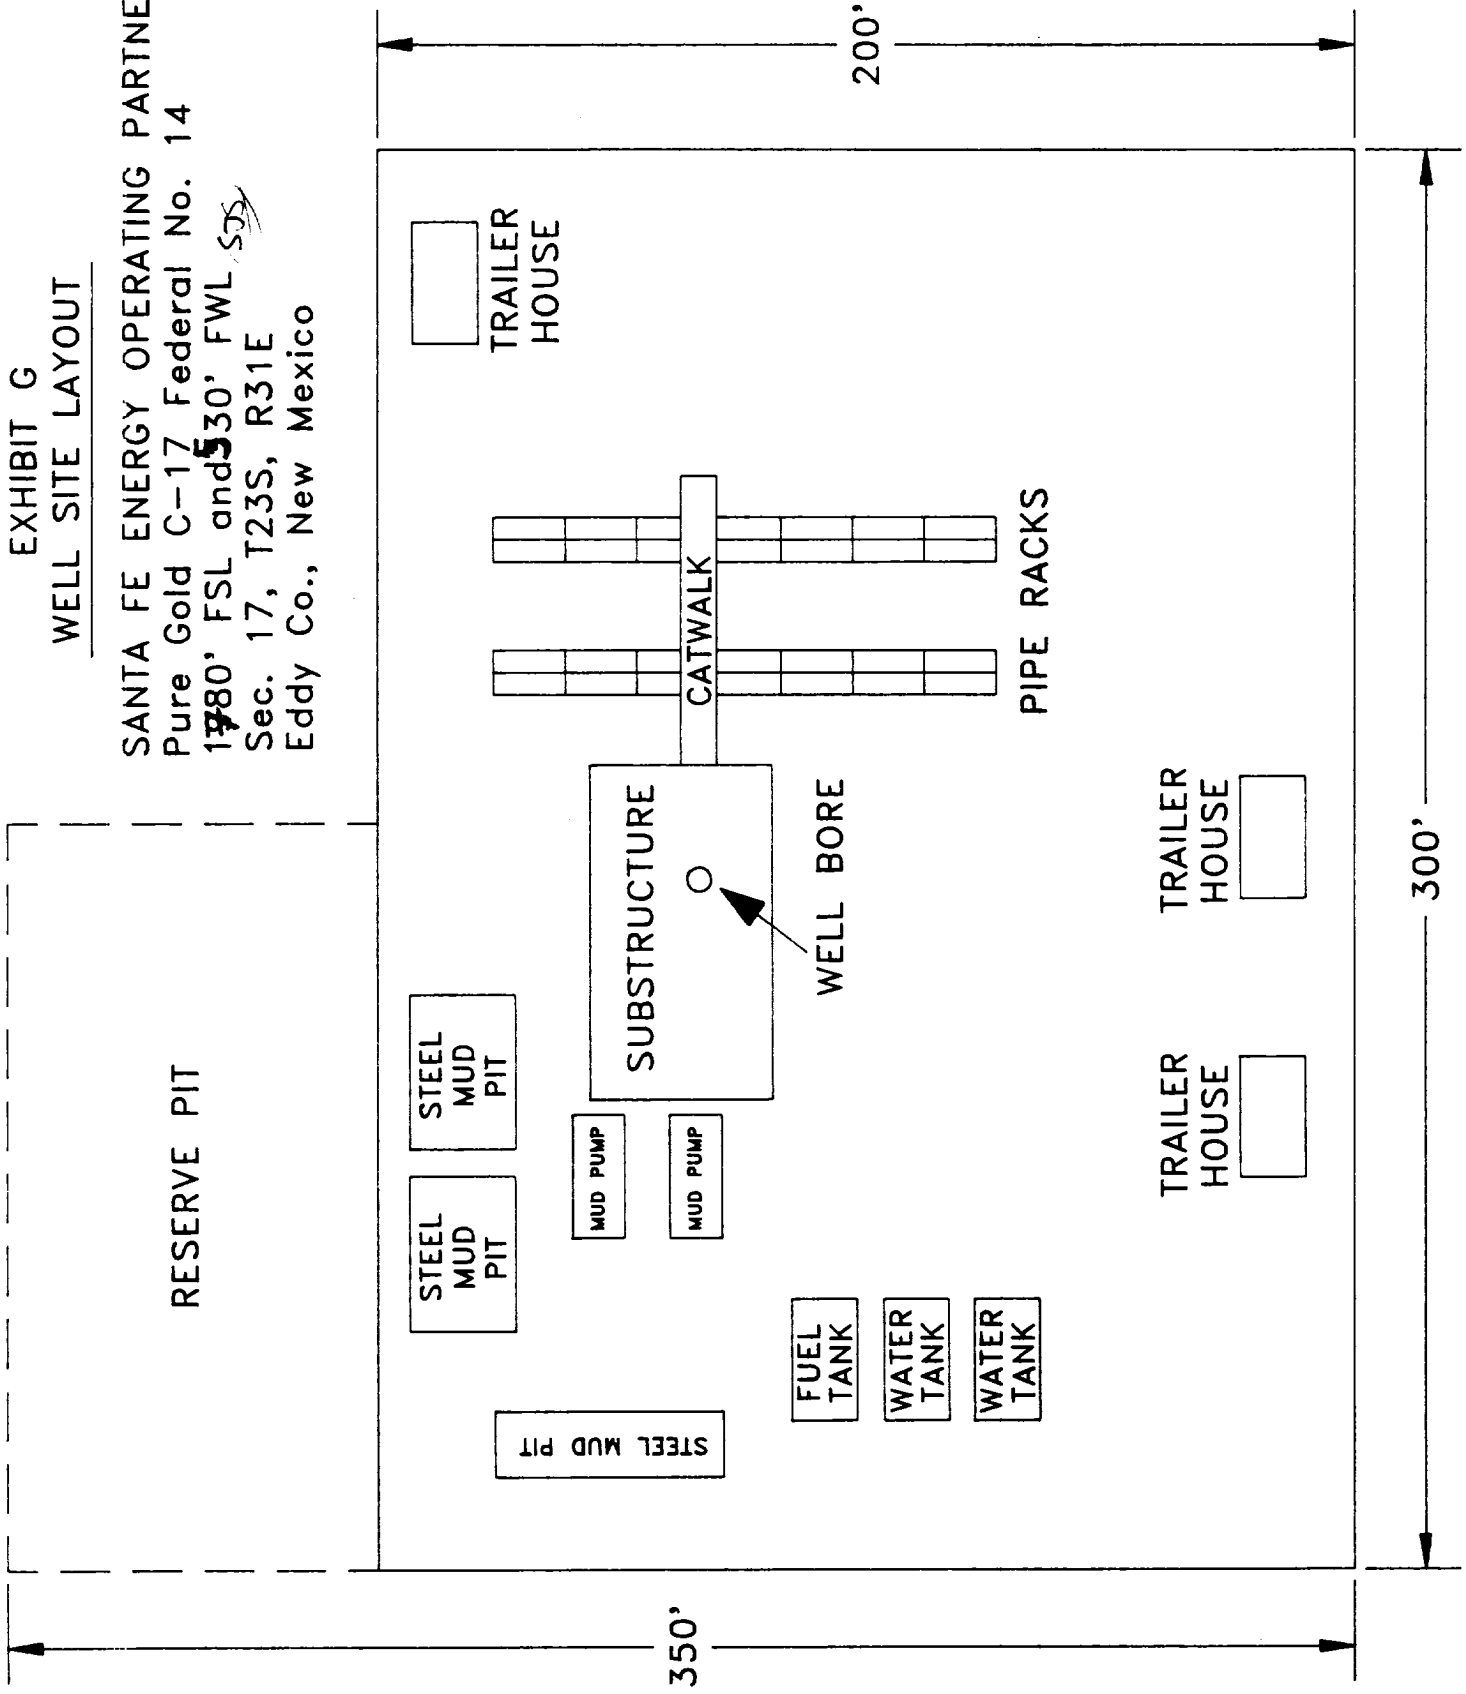 EXHIBIT G
WELL SITE LAYOUT
SANTA FE ENERGY OPERATING PARTNE
Pure Gold C-17 Federal No. 14
1980' FSL and 530' FWL SJS
Sec. 17, T23S, R31E
Eddy Co., New Mexico
RESERVE PIT
350'
200'
STEEL
MUD
PIT
STEEL
MUD
PIT
TRAILER
HOUSE
STEEL MUD PIT
MUD PUMP
MUD PUMP
SUBSTRUCTURE
CATWALK
WELL BORE
PIPE RACKS
FUEL
TANK
WATER
TANK
WATER
TANK
TRAILER
HOUSE
TRAILER
HOUSE
300'